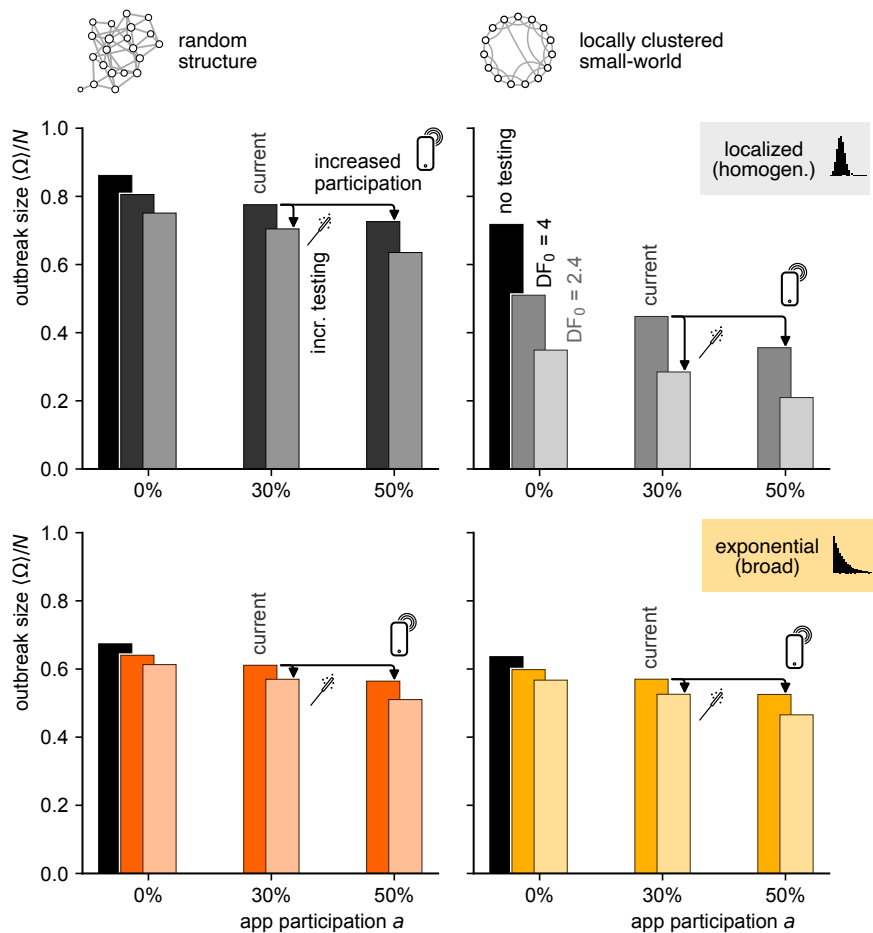 random
structure
locally clustered
small-world
outbreak size ⟨Ω⟩/N
1.0
0.8
0.6
0.4
0.2
0.0
current
increased
participation
incr. testing
0%
30%
50%
no testing
DF₀ = 4
DF₀ = 2.4
current
localized
(homogen.)
0%
30%
50%
outbreak size ⟨Ω⟩/N
1.0
0.8
0.6
0.4
0.2
0.0
current
0%
30%
50%
app participation a
current
exponential
(broad)
0%
30%
50%
app participation a